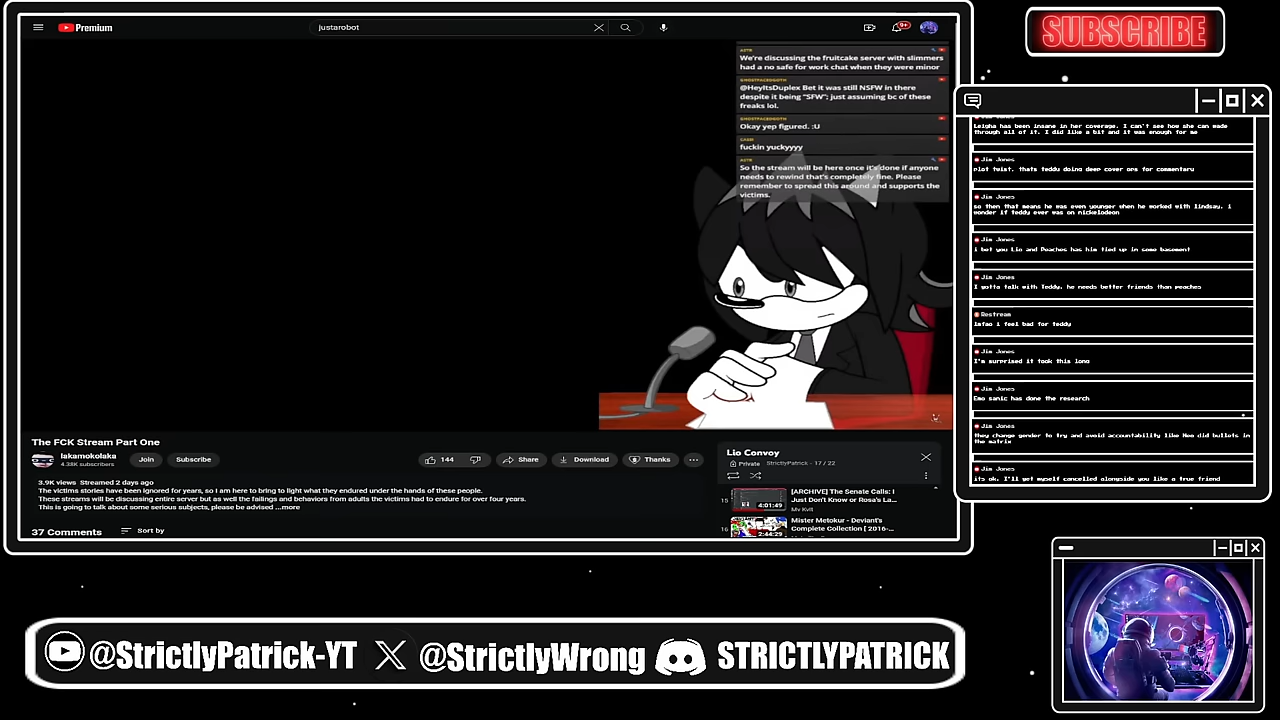 Premium
justarobot
9+
SUBSCRIBE
ASTR
We're discussing the fruitcake server with slimmers
had a no safe for work chat when they were minor
GHOSTFACEDGOTH
@HeyItsDuplex Bet it was still NSFW in there
despite it being "SFW"; just assuming bc of these
freaks lol.
GHOSTFACEDGOTH
Okay yep figured. :U
fuckin yuckyyyy
ASTR
So the stream will be here once it's done if anyone
needs to rewind that's completely fine. Please
remember to spread this around and supports the
victims.
The FCK Stream Part One
lakamokolaka
4.38K subscribers
Join
Subscribe
144
Share
Download
Thanks
3.9K views Streamed 2 days ago
The victims stories have been ignored for years, so I am here to bring to light what they endured under the hands of these people.
These streams will be discussing entire server but as well the failings and behaviors from adults the victims had to endure for over four years.
This is going to talk about some serious subjects, please be advised ...more
37 Comments
Sort by
Lio Convoy
Private StrictlyPatrick - 17 / 22
15
4:01:49
[ARCHIVE] The Senate Calls: I
Just Don't Know or Rosa's La...
My Kvit
16
2:44:29
Mister Metokur - Deviant's
Complete Collection [ 2016-...
Leigha has been insane in her coverage. I can't see how she can wade
through all of it. I did like a bit and it was enough for me
Jim Jones
plot twist, thats teddy doing deep cover ops for commentary
Jim Jones
so then that means he was even younger when he worked with lindsay. i
wonder if teddy ever was on nickelodeon
Jim Jones
i bet you Lio and Peaches has him tied up in some basement
Jim Jones
I gotta talk with Teddy, he needs better friends than peaches
Restream
lmfao i feel bad for teddy
Jim Jones
I'm surprised it took this long
Jim Jones
Emo sanic has done the research
Jim Jones
they change gender to try and avoid accountability like Neo did bullets in
the matrix
Jim Jones
its ok, I'll get myself cancelled alongside you like a true friend
@StrictlyPatrick-YT
@StrictlyWrong
STRICTLYPATRICK